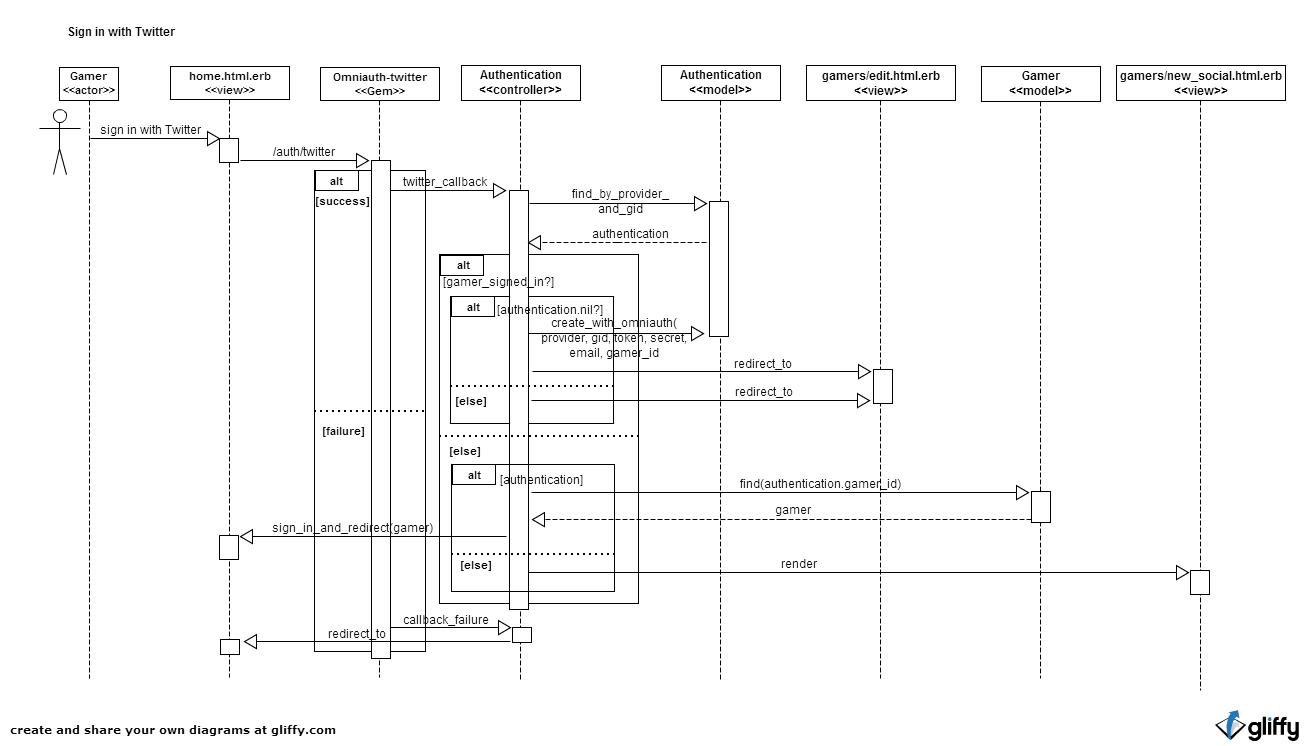 Sign in with Twitter
Gamer
<<actor>>
home.html.erb
<<view>>
Omniauth-twitter
<<Gem>>
Authentication
<<controller>>
Authentication
<<model>>
gamers/edit.html.erb
<<view>>
Gamer
<<model>>
gamers/new_social.html.erb
<<view>>
sign in with Twitter
/auth/twitter
alt
[success]
twitter_callback
find_by_provider_
and_gid
authentication
alt
[gamer_signed_in?]
alt
[authentication.nil?]
create_with_omniauth(
provider, gid, token, secret,
email, gamer_id
redirect_to
[else]
redirect_to
[failure]
[else]
alt
[authentication]
find(authentication.gamer_id)
gamer
sign_in_and_redirect(gamer)
[else]
render
callback_failure
redirect_to
create and share your own diagrams at gliffy.com
gliffy